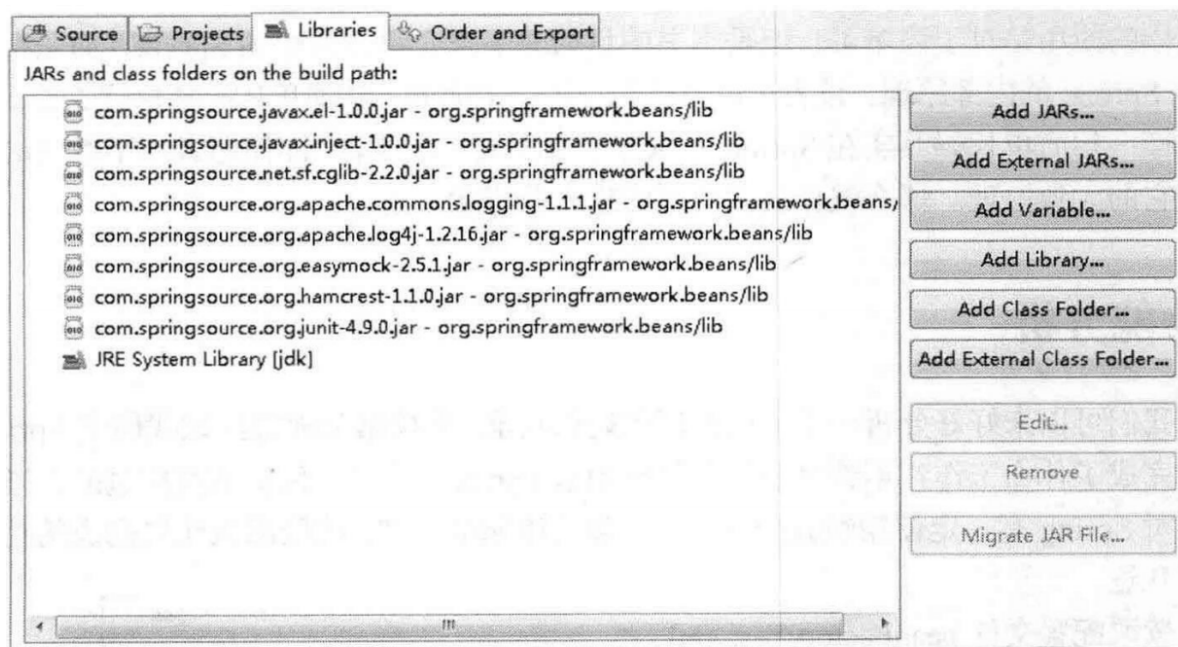 Source Projects Libraries Order and Export
JARs and class folders on the build path:
com.springsource.javax.el-1.0.0.jar - org.springframework.beans/lib
com.springsource.javax.inject-1.0.0.jar - org.springframework.beans/lib
com.springsource.net.sf.cglib-2.2.0.jar - org.springframework.beans/lib
com.springsource.org.apache.commons.logging-1.1.1.jar - org.springframework.beans/
com.springsource.org.apache.log4j-1.2.16.jar - org.springframework.beans/lib
com.springsource.org.easymock-2.5.1.jar - org.springframework.beans/lib
com.springsource.org.hamcrest-1.1.0.jar - org.springframework.beans/lib
com.springsource.org.junit-4.9.0.jar - org.springframework.beans/lib
JRE System Library [jdk]
Add JARs...
Add External JARs...
Add Variable...
Add Library...
Add Class Folder...
Add External Class Folder...
Edit...
Remove
Migrate JAR File...